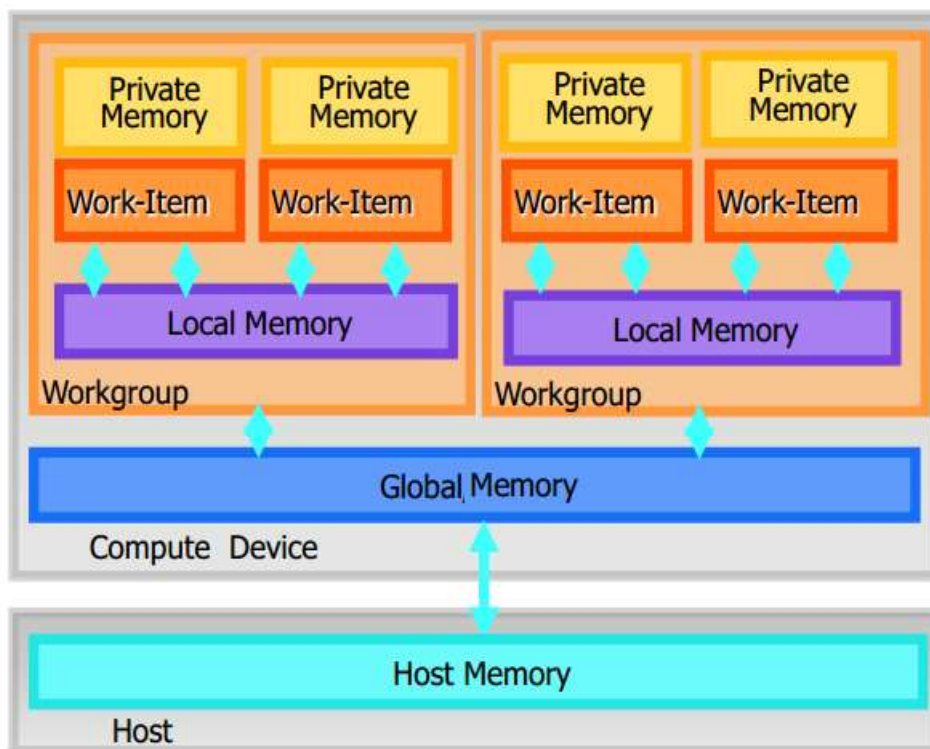 Private
Memory
Private
Memory
Private
Memory
Private
Memory
Work-Item
Work-Item
Work-Item
Work-Item
Local Memory
Local Memory
Workgroup
Workgroup
Global Memory
Compute Device
Host Memory
Host